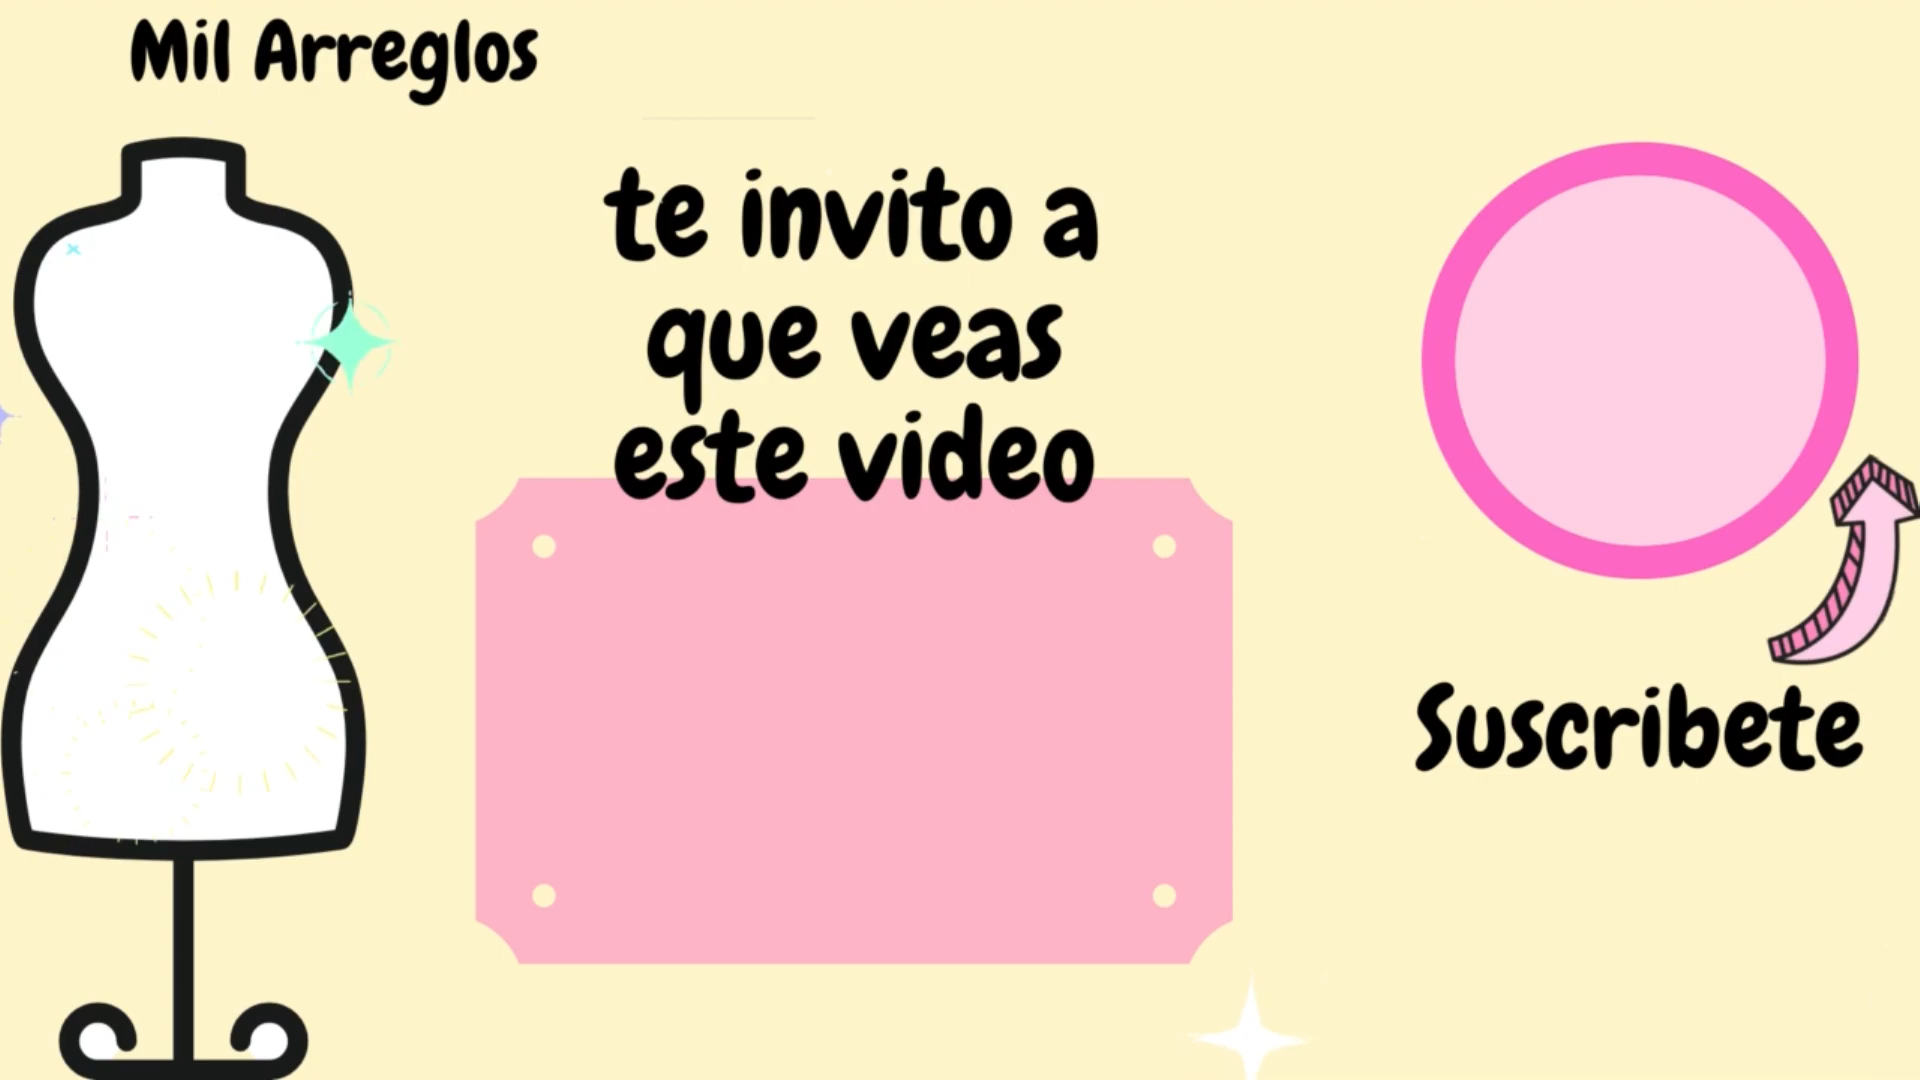 Mil Arreglos
te invito a
que veas
este video
Suscribete